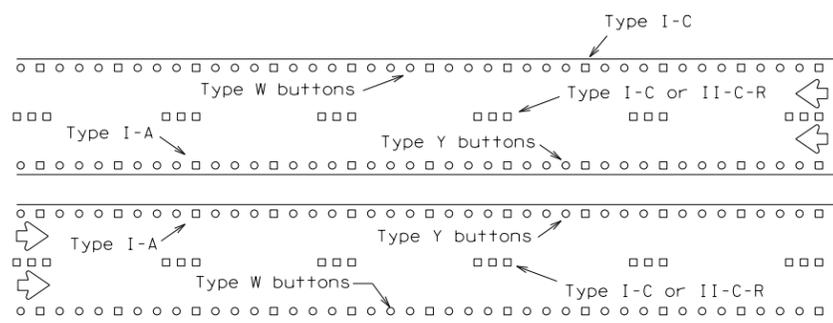 Type I-C
Type W buttons
Type I-C or II-C-R
Type I-A
Type Y buttons
Type I-A
Type Y buttons
Type W buttons
Type I-C or II-C-R